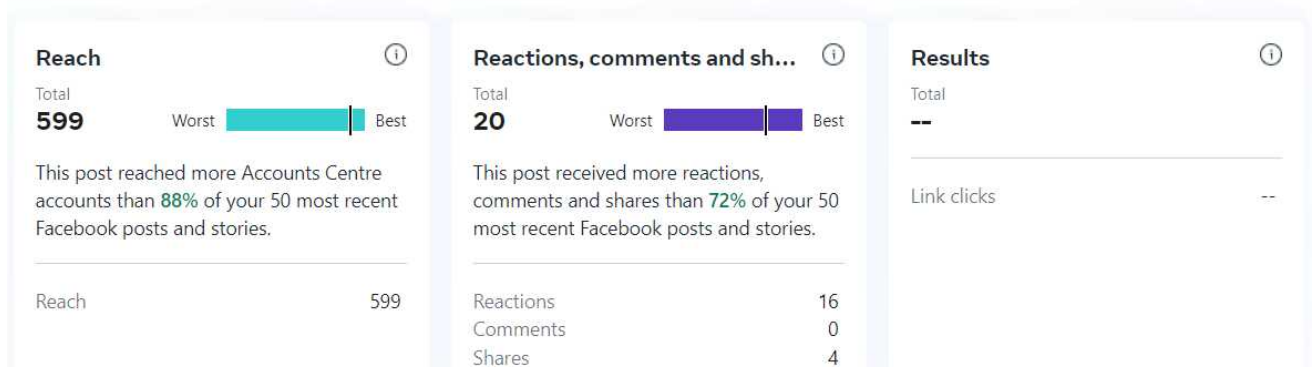 Reach
Total
599
Worst
Best
This post reached more Accounts Centre
accounts than 88% of your 50 most recent
Facebook posts and stories.
Reach 599
Reactions, comments and sh...
Total
20
Worst
Best
This post received more reactions,
comments and shares than 72% of your 50
most recent Facebook posts and stories.
Reactions 16
Comments 0
Shares 4
Results
Total
--
Link clicks --